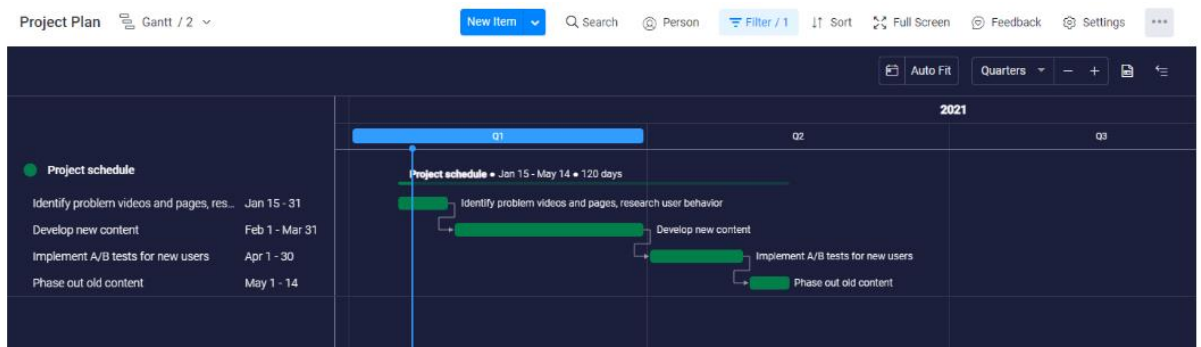 Project Plan Gantt / 2
New Item Search Person Filter / 1 Sort Full Screen Feedback Settings
Auto Fit Quarters
2021
Q1 Q2 Q3
Project schedule
Project schedule • Jan 15 - May 14 • 120 days
Identify problem videos and pages, res... Jan 15 - 31
Identify problem videos and pages, research user behavior
Develop new content Feb 1 - Mar 31
Develop new content
Implement A/B tests for new users Apr 1 - 30
Implement A/B tests for new users
Phase out old content May 1 - 14
Phase out old content